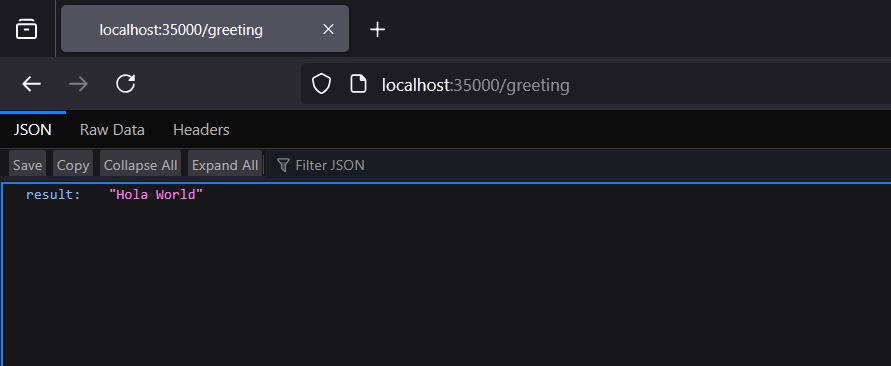 localhost:35000/greeting
localhost:35000/greeting
JSON Raw Data Headers
Save Copy Collapse All Expand All Filter JSON
result: "Hola World"